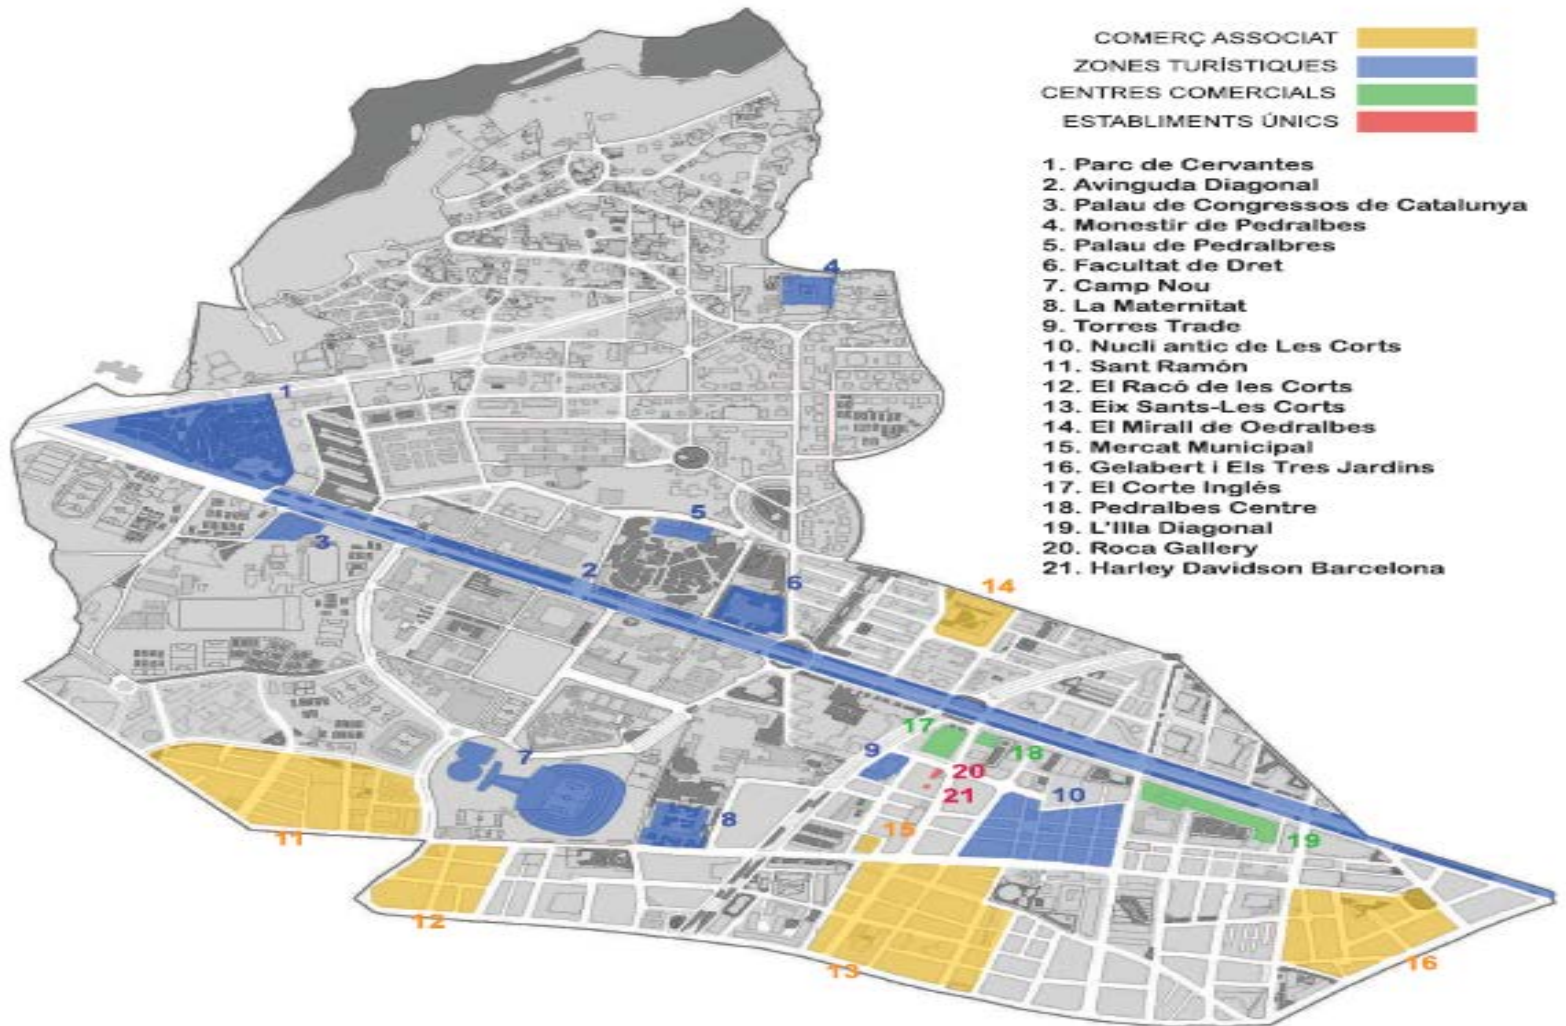 COMERÇ ASSOCIAT
ZONES TURÍSTIQUES
CENTRES COMERCIALS
ESTABLIMENTS ÚNICS
1. Parc de Cervantes
2. Avinguda Diagonal
3. Palau de Congressos de Catalunya
4. Monestir de Pedralbes
5. Palau de Pedralbres
6. Facultat de Dret
7. Camp Nou
8. La Maternitat
9. Torres Trade
10. Nucli antic de Les Corts
11. Sant Ramón
12. El Racó de les Corts
13. Eix Sants-Les Corts
14. El Mirall de Oedralbes
15. Mercat Municipal
16. Gelabert i Els Tres Jardins
17. El Corte Inglés
18. Pedralbes Centre
19. L'Illa Diagonal
20. Roca Gallery
21. Harley Davidson Barcelona
4
1
5
3
2
6
14
17
18
7
9
20
21
10
8
15
19
11
12
13
16